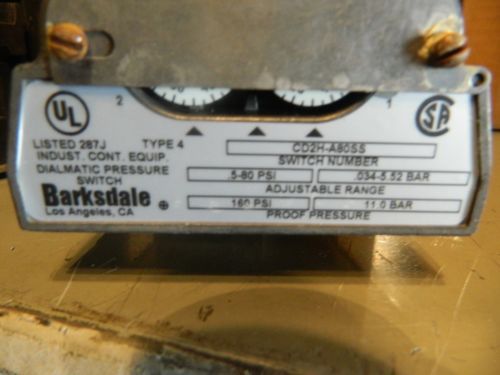 UL
2
1
SA
LISTED 287J TYPE 4
INDUST. CONT. EQUIP.
DIALMATIC PRESSURE
SWITCH
Barksdale
Los Angeles, CA
CD2H-A80SS
SWITCH NUMBER
.5-80 PSI .034-5.52 BAR
ADJUSTABLE RANGE
160 PSI 11.0 BAR
PROOF PRESSURE